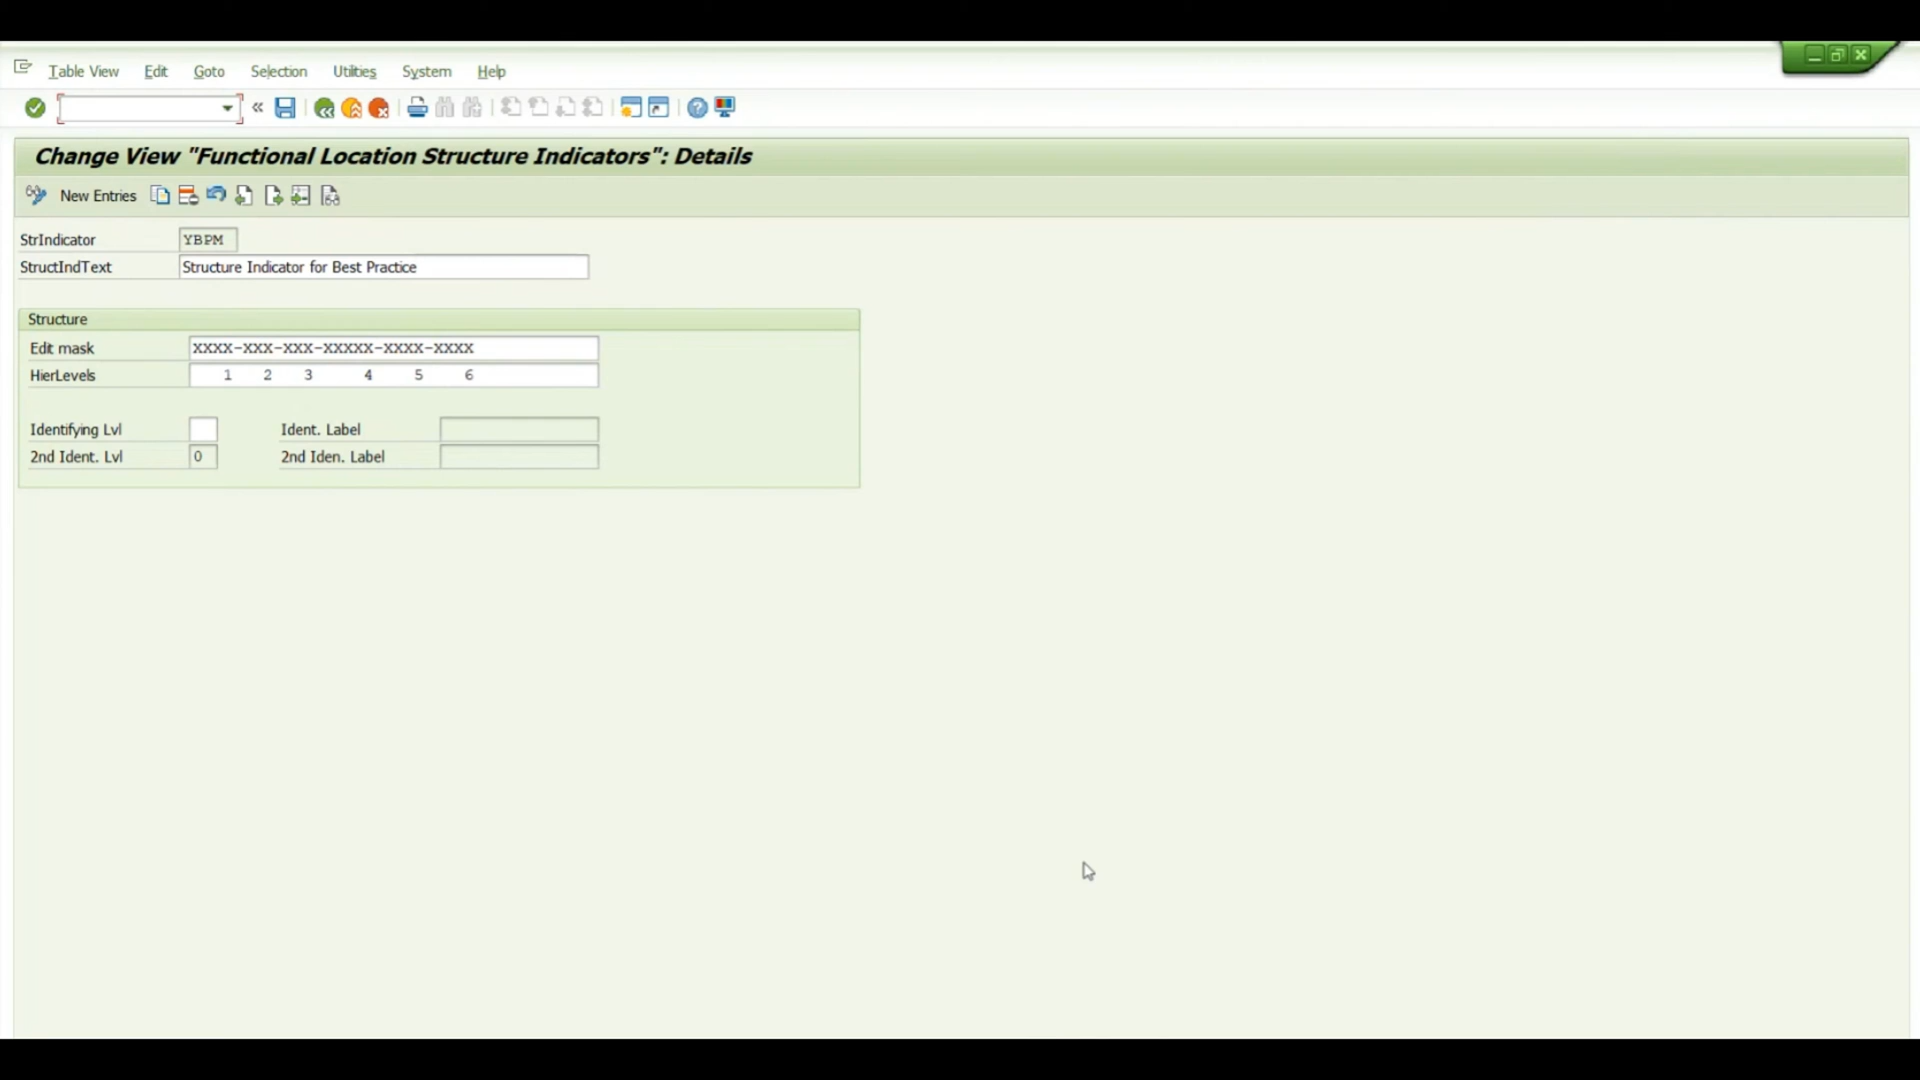 Table View Edit Goto Selection Utilities System Help
Change View "Functional Location Structure Indicators": Details
New Entries
StrIndicator YBPM
StructIndText Structure Indicator for Best Practice
Structure
Edit mask XXXX-XXX-XXX-XXXXX-XXXX-XXXX
HierLevels 1 2 3 4 5 6
Identifying Lvl Ident. Label
2nd Ident. Lvl 0 2nd Iden. Label